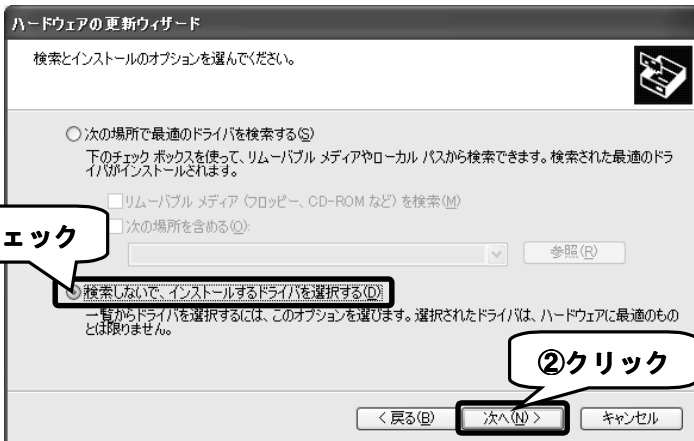 ハードウェアの更新ウィザード
検索とインストールのオプションを選んでください。
次の場所で最適のドライバを検索する(S)
下のチェック ボックスを使って、リムーバブル メディアやローカル パスから検索できます。検索された最適のドラ
イバがインストールされます。
リムーバブル メディア (フロッピー、CD-ROM など) を検索(M)
次の場所を含める(O):
ェック
参照(R)
検索しないで、インストールするドライバを選択する(D)
一覧からドライバを選択するには、このオプションを選びます。選択されたドライバは、ハードウェアに最適のもの
とは限りません。
②クリック
< 戻る(B)
次へ(N) >
キャンセル